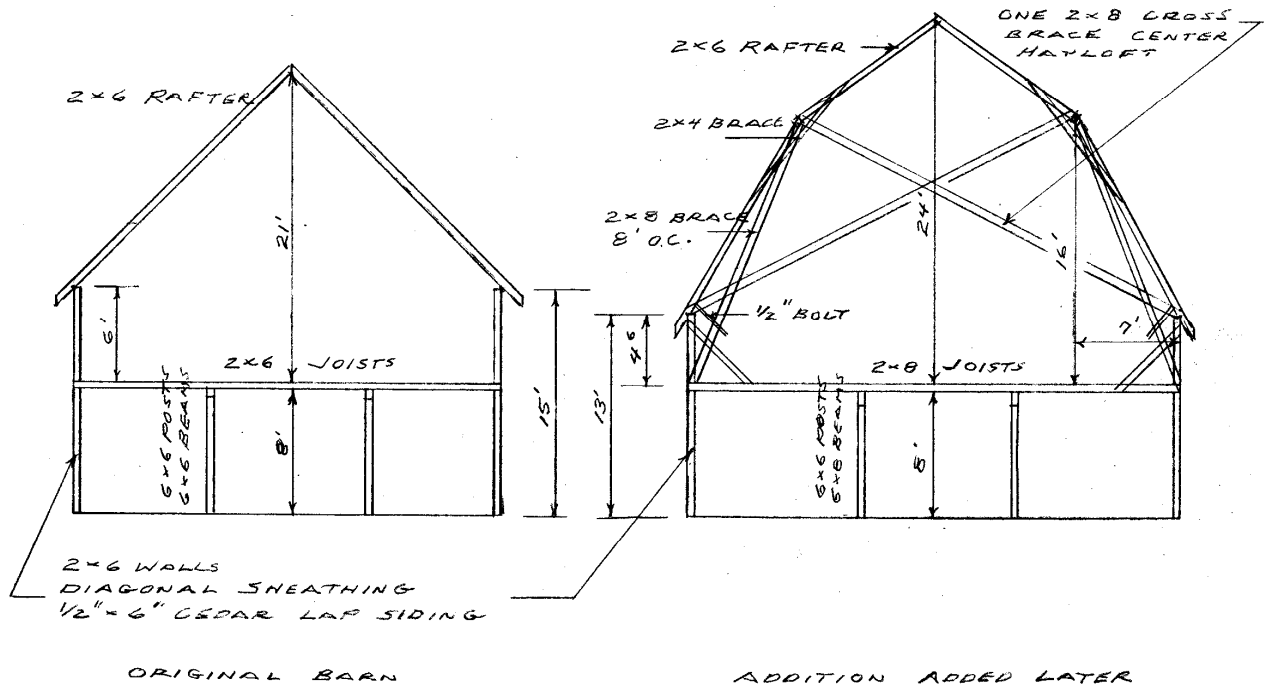 2×6 RAFTER
21'
6'
2×6 JOISTS
6×6 POSTS
6×6 BEAMS
8'
15'
2×6 WALLS
DIAGONAL SHEATHING
1/2" × 6" CEDAR LAP SIDING
ORIGINAL BARN
ONE 2×8 CROSS
BRACE CENTER
HAYLOFT
2×6 RAFTER
2×4 BRACE
2×8 BRACE
8' O.C.
24'
16'
1/2" BOLT
7'
4⁶
13'
2×8 JOISTS
6×6 POSTS
6×8 BEAMS
8'
ADDITION ADDED LATER